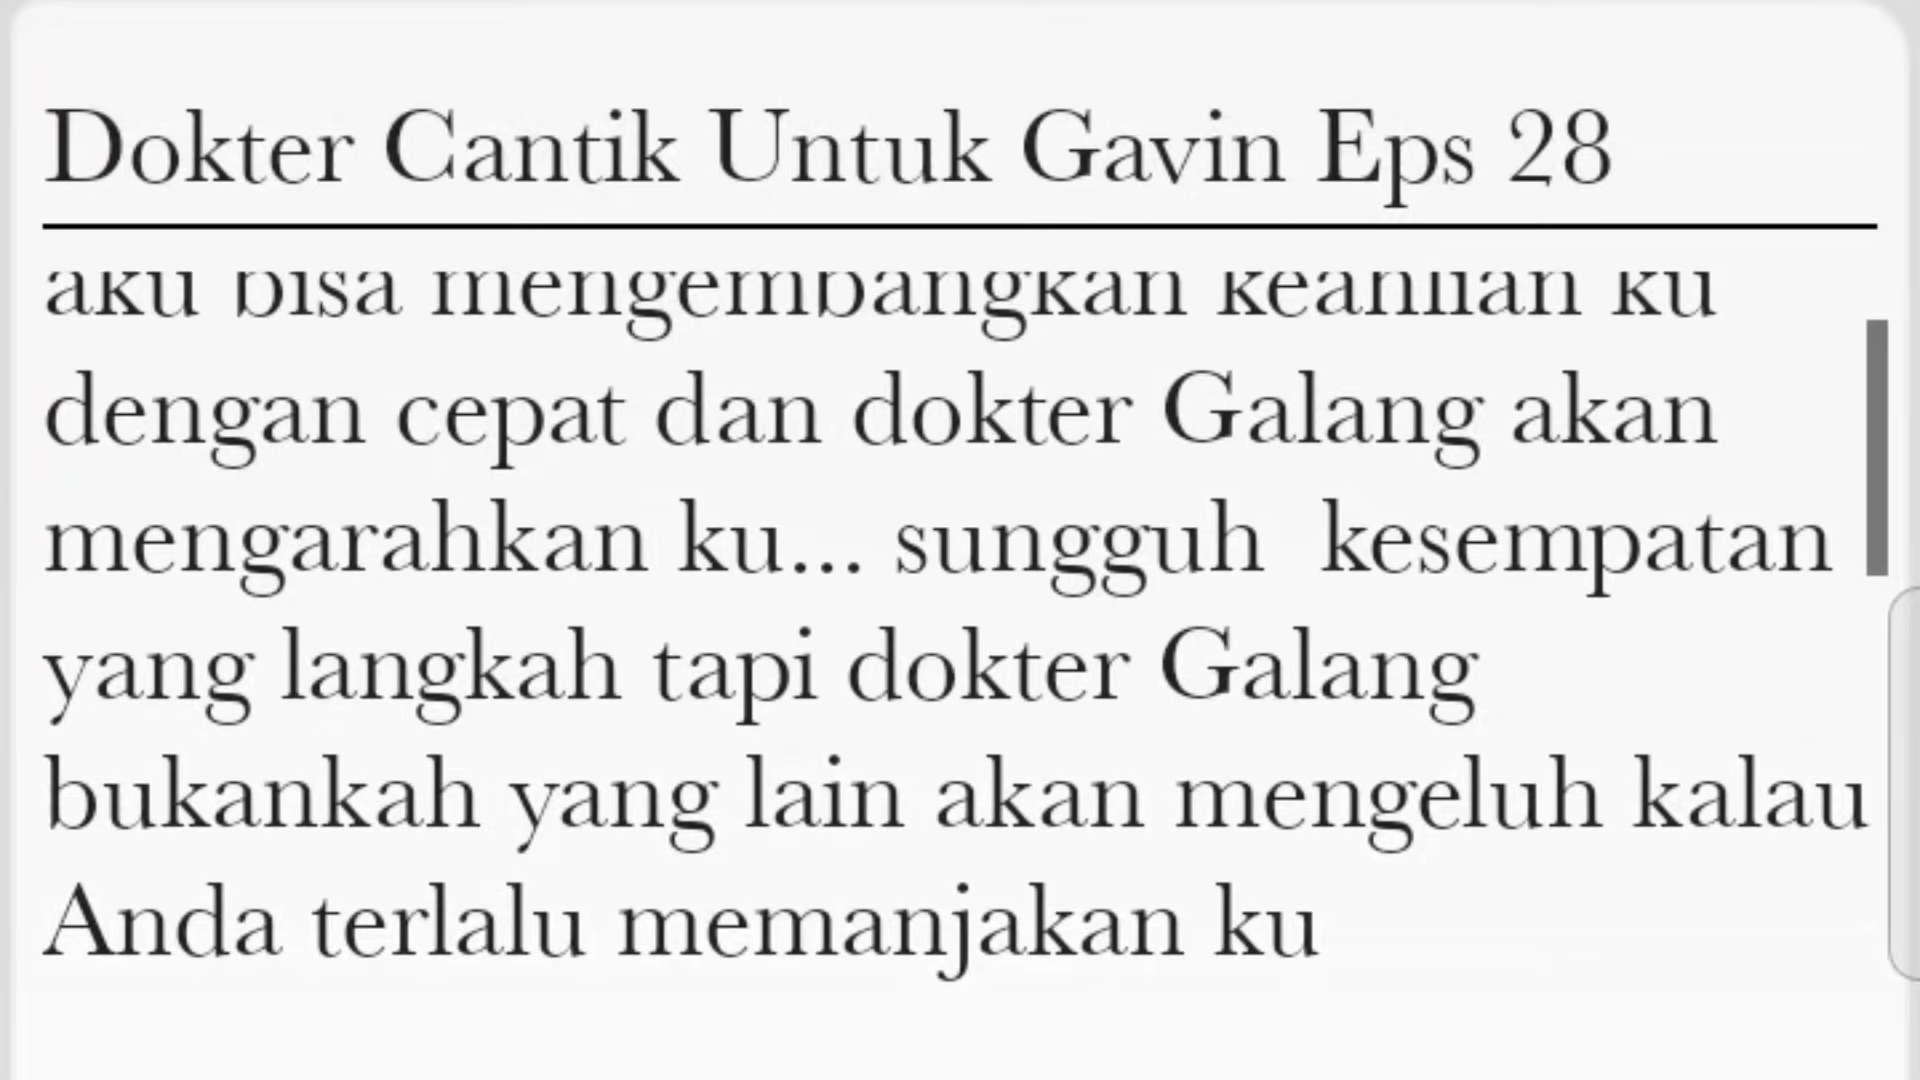 Dokter Cantik Untuk Gavin Eps 28
aku bisa mengembangkan keahlian ku
dengan cepat dan dokter Galang akan
mengarahkan ku... sungguh  kesempatan
yang langkah tapi dokter Galang
bukankah yang lain akan mengeluh kalau
Anda terlalu memanjakan ku